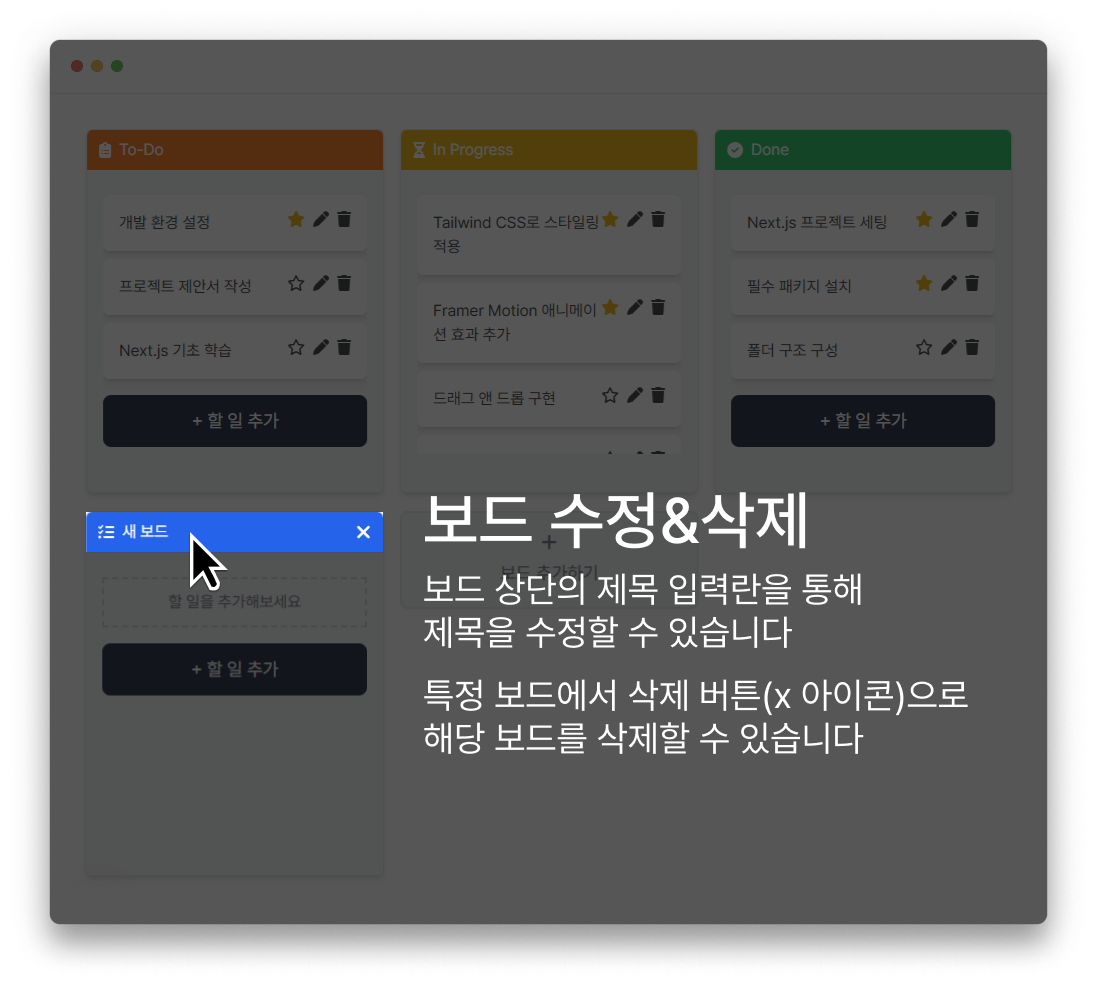 To-Do
개발 환경 설정
프로젝트 제안서 작성
Next.js 기초 학습
+ 할 일 추가
In Progress
Tailwind CSS로 스타일링
적용
Framer Motion 애니메이
션 효과 추가
드래그 앤 드롭 구현
Done
Next.js 프로젝트 세팅
필수 패키지 설치
폴더 구조 구성
+ 할 일 추가
새 보드
할 일을 추가해보세요
+ 할 일 추가
+
보드 추가하기
보드 수정&삭제
보드 상단의 제목 입력란을 통해
제목을 수정할 수 있습니다
특정 보드에서 삭제 버튼(x 아이콘)으로
해당 보드를 삭제할 수 있습니다